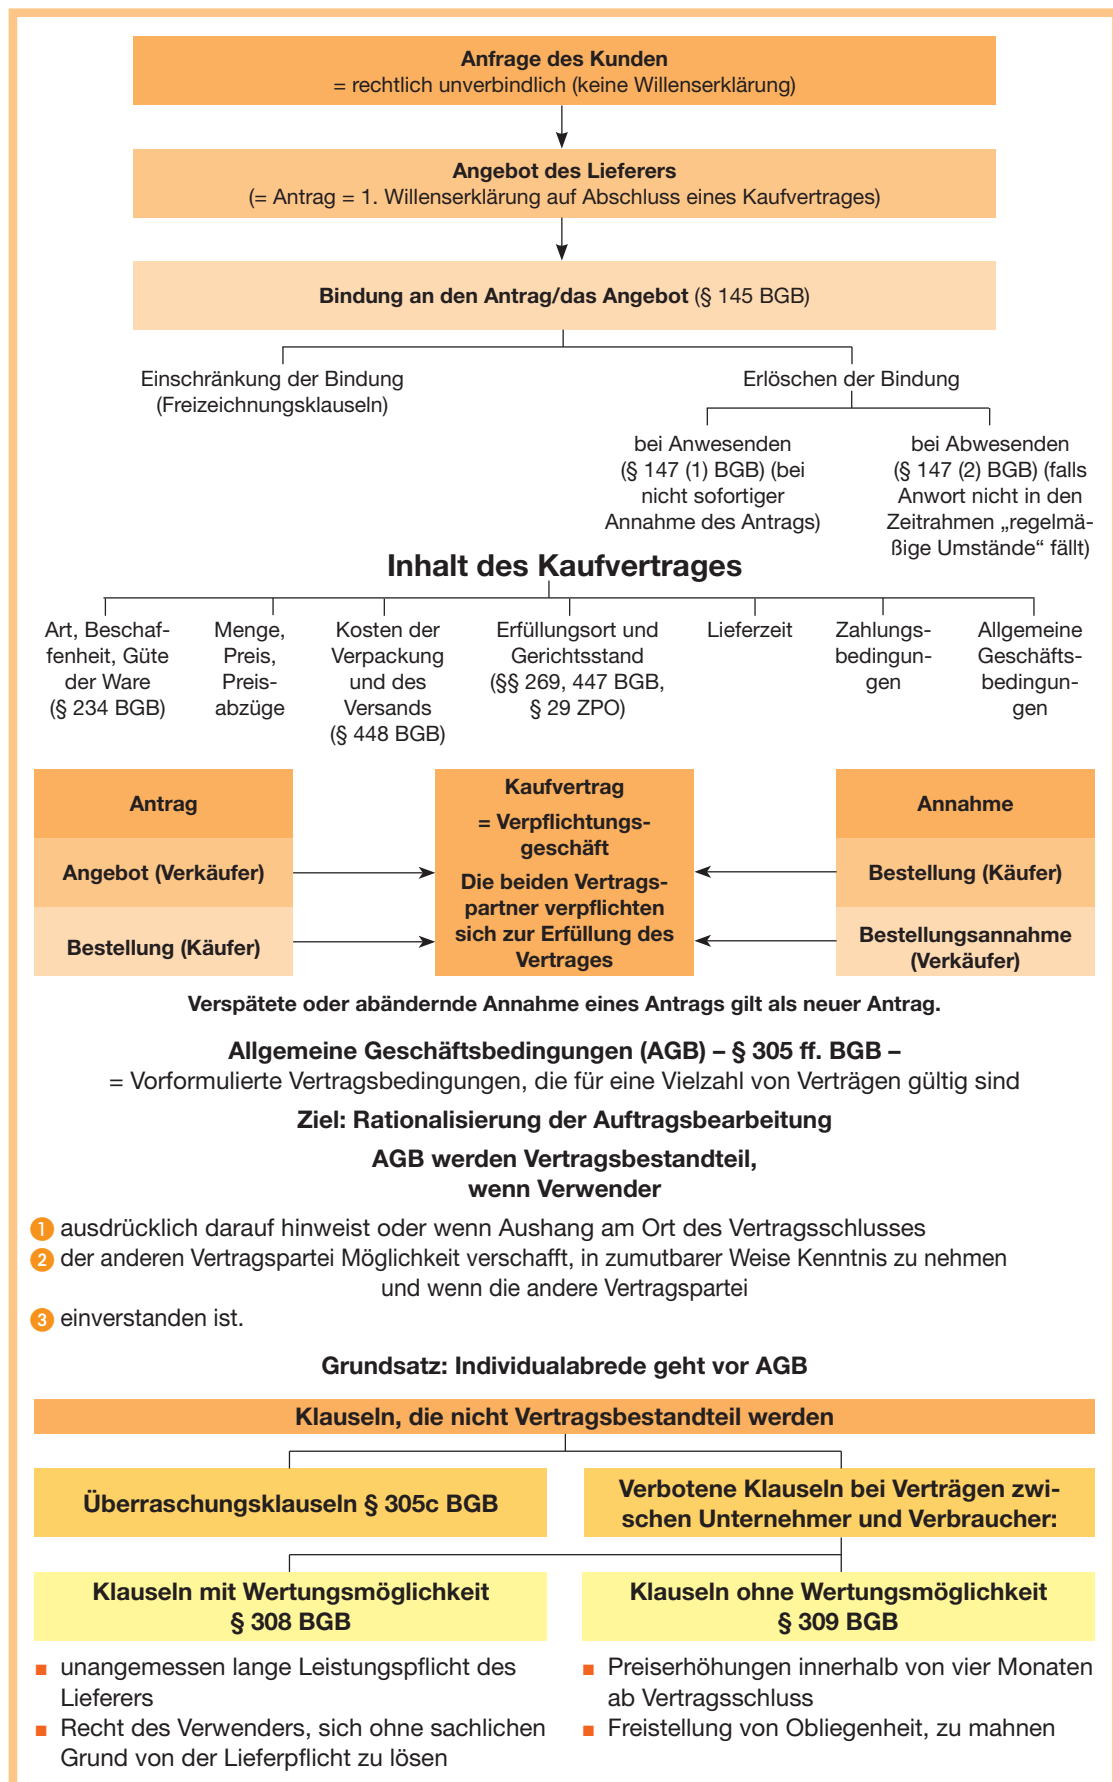 Anfrage des Kunden
= rechtlich unverbindlich (keine Willenserklärung)
Angebot des Lieferers
(= Antrag = 1. Willenserklärung auf Abschluss eines Kaufvertrages)
Bindung an den Antrag/das Angebot (§ 145 BGB)
Einschränkung der Bindung
(Freizeichnungsklauseln)
Erlöschen der Bindung
bei Anwesenden
(§ 147 (1) BGB) (bei
nicht sofortiger
Annahme des Antrags)
bei Abwesenden
(§ 147 (2) BGB) (falls
Anwort nicht in den
Zeitrahmen „regelmä-
ßige Umstände“ fällt)
Inhalt des Kaufvertrages
Art, Beschaf-
fenheit, Güte
der Ware
(§ 234 BGB)
Menge,
Preis,
Preis-
abzüge
Kosten der
Verpackung
und des
Versands
(§ 448 BGB)
Erfüllungsort und
Gerichtsstand
(§§ 269, 447 BGB,
§ 29 ZPO)
Lieferzeit
Zahlungs-
bedingun-
gen
Allgemeine
Geschäfts-
bedingun-
gen
Antrag
Angebot (Verkäufer)
Bestellung (Käufer)
Kaufvertrag
= Verpflichtungs-
geschäft
Die beiden Vertrags-
partner verpflichten
sich zur Erfüllung des
Vertrages
Annahme
Bestellung (Käufer)
Bestellungsannahme
(Verkäufer)
Verspätete oder abändernde Annahme eines Antrags gilt als neuer Antrag.
Allgemeine Geschäftsbedingungen (AGB) – § 305 ff. BGB –
= Vorformulierte Vertragsbedingungen, die für eine Vielzahl von Verträgen gültig sind
Ziel: Rationalisierung der Auftragsbearbeitung
AGB werden Vertragsbestandteil,
wenn Verwender
1 ausdrücklich darauf hinweist oder wenn Aushang am Ort des Vertragsschlusses
2 der anderen Vertragspartei Möglichkeit verschafft, in zumutbarer Weise Kenntnis zu nehmen
und wenn die andere Vertragspartei
3 einverstanden ist.
Grundsatz: Individualabrede geht vor AGB
Klauseln, die nicht Vertragsbestandteil werden
Überraschungsklauseln § 305c BGB
Verbotene Klauseln bei Verträgen zwi-
schen Unternehmer und Verbraucher:
Klauseln mit Wertungsmöglichkeit
§ 308 BGB
Klauseln ohne Wertungsmöglichkeit
§ 309 BGB
■ unangemessen lange Leistungspflicht des
Lieferers
■ Recht des Verwenders, sich ohne sachlichen
Grund von der Lieferpflicht zu lösen
■ Preiserhöhungen innerhalb von vier Monaten
ab Vertragsschluss
■ Freistellung von Obliegenheit, zu mahnen